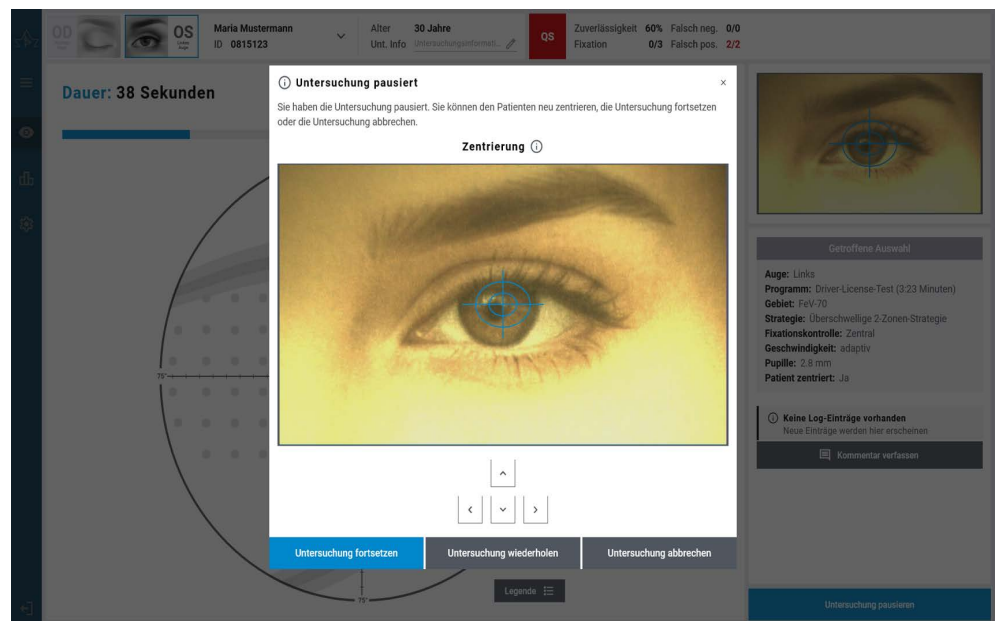 OD
OS
Linkes
Auge
Maria Mustermann
ID 0815123
Alter 30 Jahre
Unt. Info Untersuchungsinformati...
QS
Zuverlässigkeit 60% Falsch neg. 0/0
Fixation 0/3 Falsch pos. 2/2
Dauer: 38 Sekunden
Untersuchung pausiert
×
Sie haben die Untersuchung pausiert. Sie können den Patienten neu zentrieren, die Untersuchung fortsetzen
oder die Untersuchung abbrechen.
Zentrierung
Untersuchung fortsetzen
Untersuchung wiederholen
Untersuchung abbrechen
75°
75°
Legende
Getroffene Auswahl
Auge: Links
Programm: Driver-License-Test (3:23 Minuten)
Gebiet: FeV-70
Strategie: Überschwellige 2-Zonen-Strategie
Fixationskontrolle: Zentral
Geschwindigkeit: adaptiv
Pupille: 2.8 mm
Patient zentriert: Ja
Keine Log-Einträge vorhanden
Neue Einträge werden hier erscheinen
Kommentar verfassen
Untersuchung pausieren